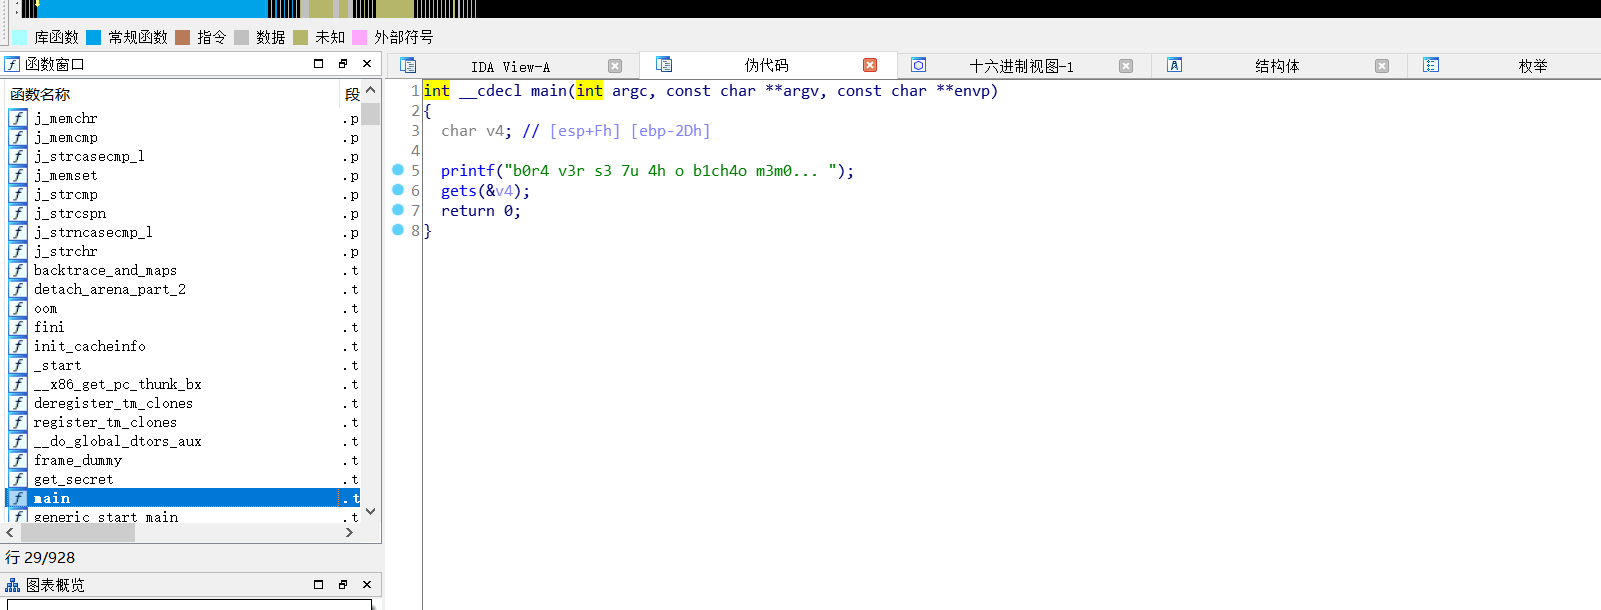 库函数 常规函数 指令 数据 未知 外部符号
函数窗口
IDA View-A 伪代码 十六进制视图-1 结构体 枚举
函数名称 段
j_memchr .p
j_memcmp .p
j_strcasecmp_l .p
j_memset .p
j_strcmp .p
j_strcspn .p
j_strncasecmp_l .p
j_strchr .p
backtrace_and_maps .t
detach_arena_part_2 .t
oom .t
fini .t
init_cacheinfo .t
_start .t
__x86_get_pc_thunk_bx .t
deregister_tm_clones .t
register_tm_clones .t
__do_global_dtors_aux .t
frame_dummy .t
get_secret .t
main .t
generic_start_main .t
行 29/928
图表概览
1 int __cdecl main(int argc, const char **argv, const char **envp)
2 {
3 char v4; // [esp+Fh] [ebp-2Dh]
4
5 printf("b0r4 v3r s3 7u 4h o b1ch4o m3m0... ");
6 gets(&v4);
7 return 0;
8 }